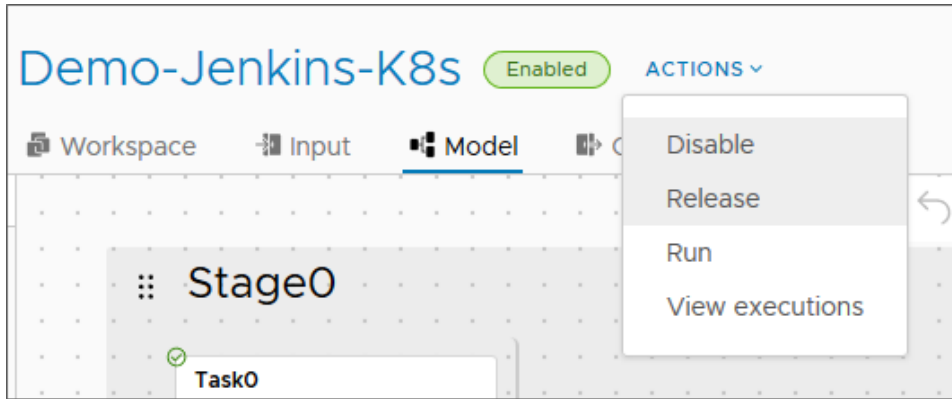 Demo-Jenkins-K8s Enabled ACTIONS
Workspace Input Model
Disable
Release
Run
View executions
Stage0
Task0